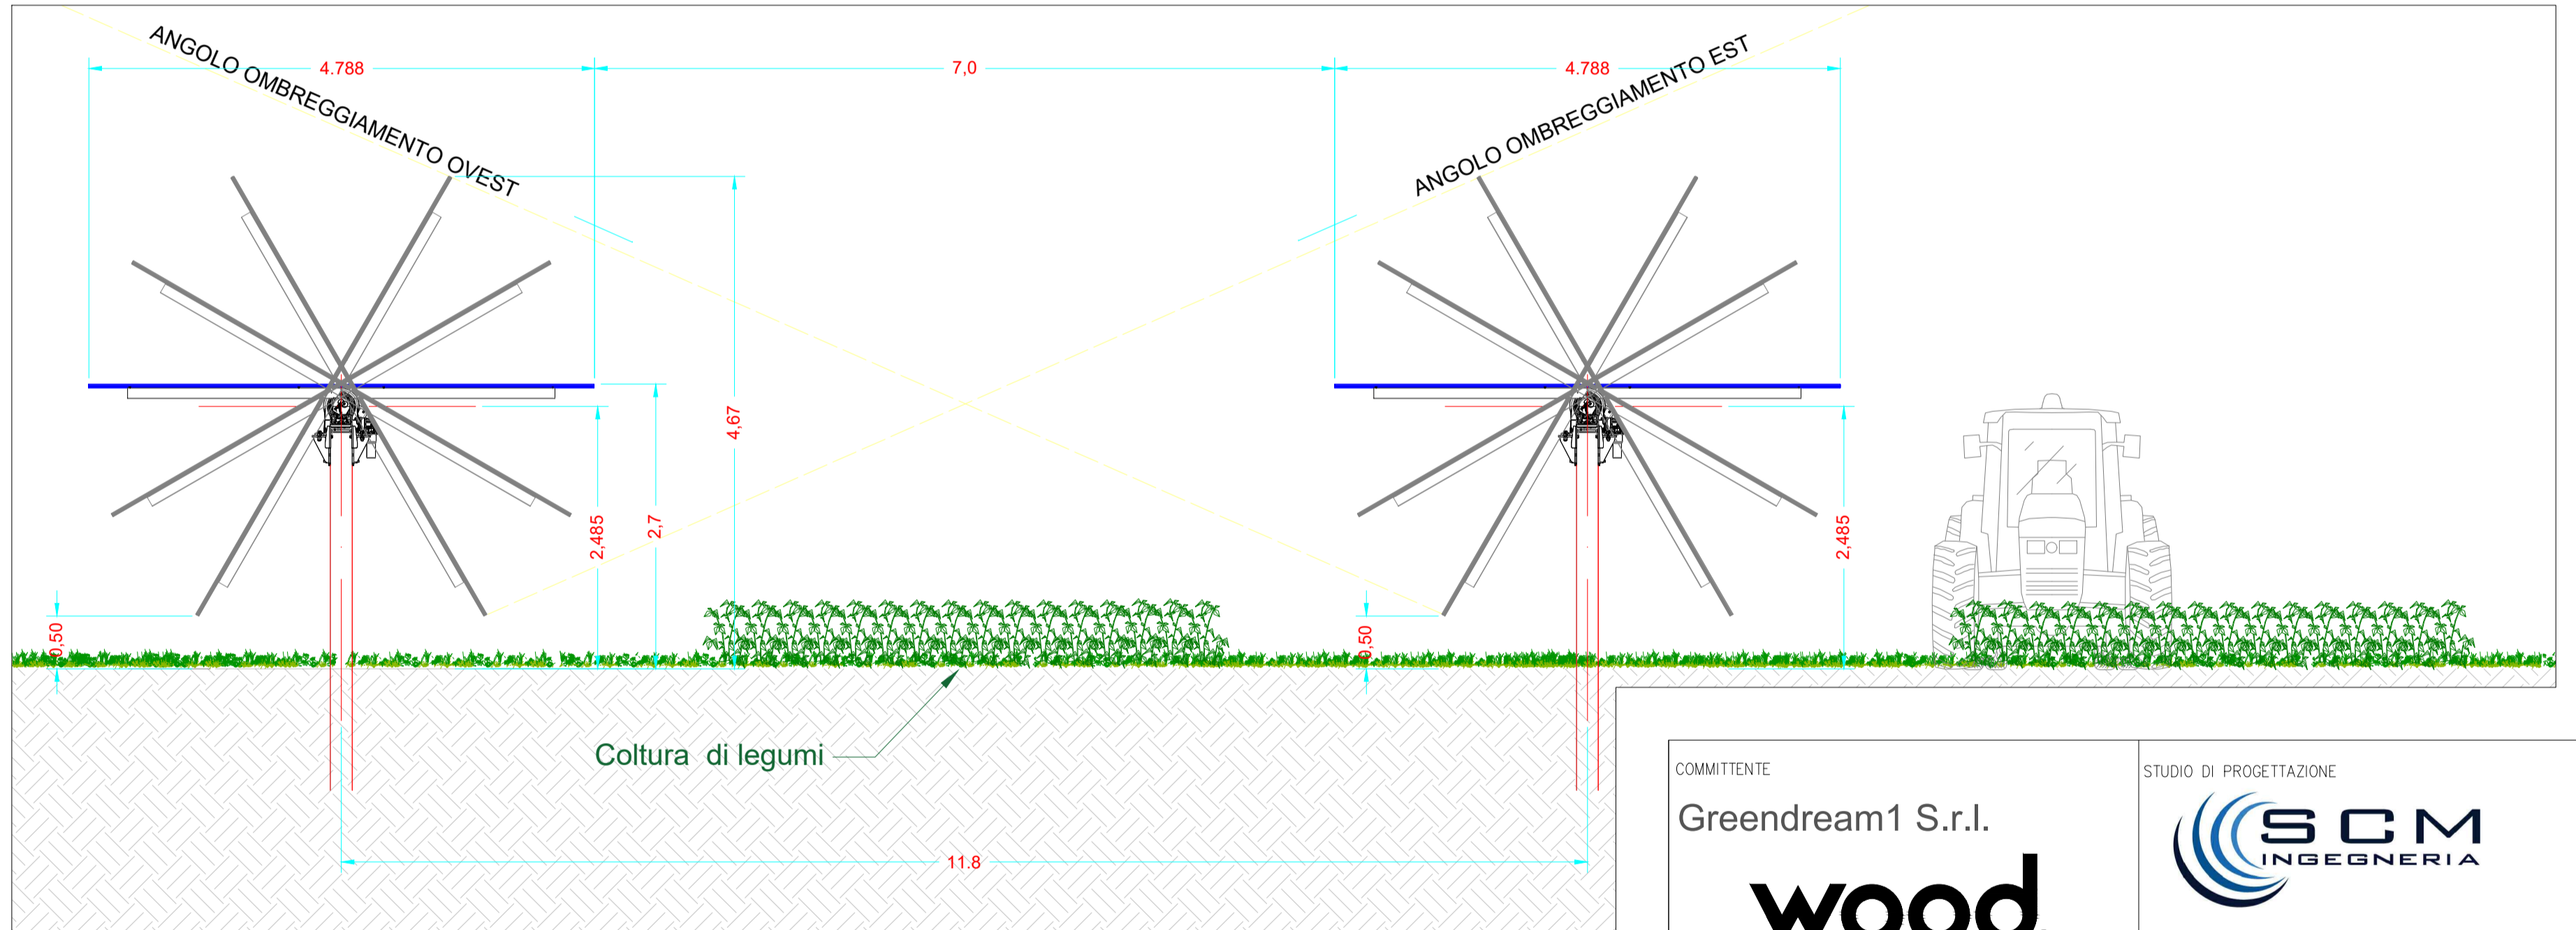 ANGOLO OMBREGGIAMENTO OVEST
4.788
7,0
4.788
ANGOLO OMBREGGIAMENTO EST
4,67
2,485
2,7
2,485
0,50
0,50
Coltura di legumi
11.8
COMMITTENTE
Greendream1 S.r.l.
wood.
STUDIO DI PROGETTAZIONE
SCM
INGEGNERIA